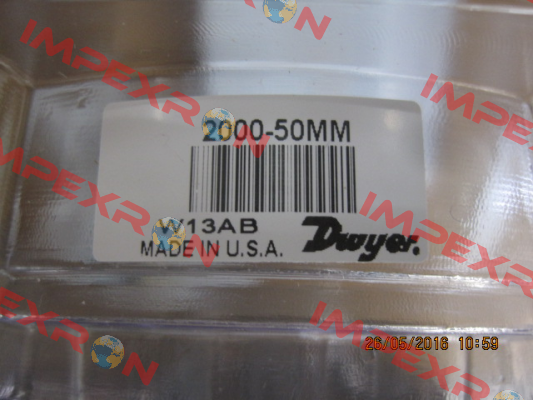 2000-50MM
W13AB
MADE IN U.S.A.
Dwyer
26/05/2016 10:59
IMPEXRON
IMPEXRON
IMPEXRON
IMPEXRON
IMPEXRON